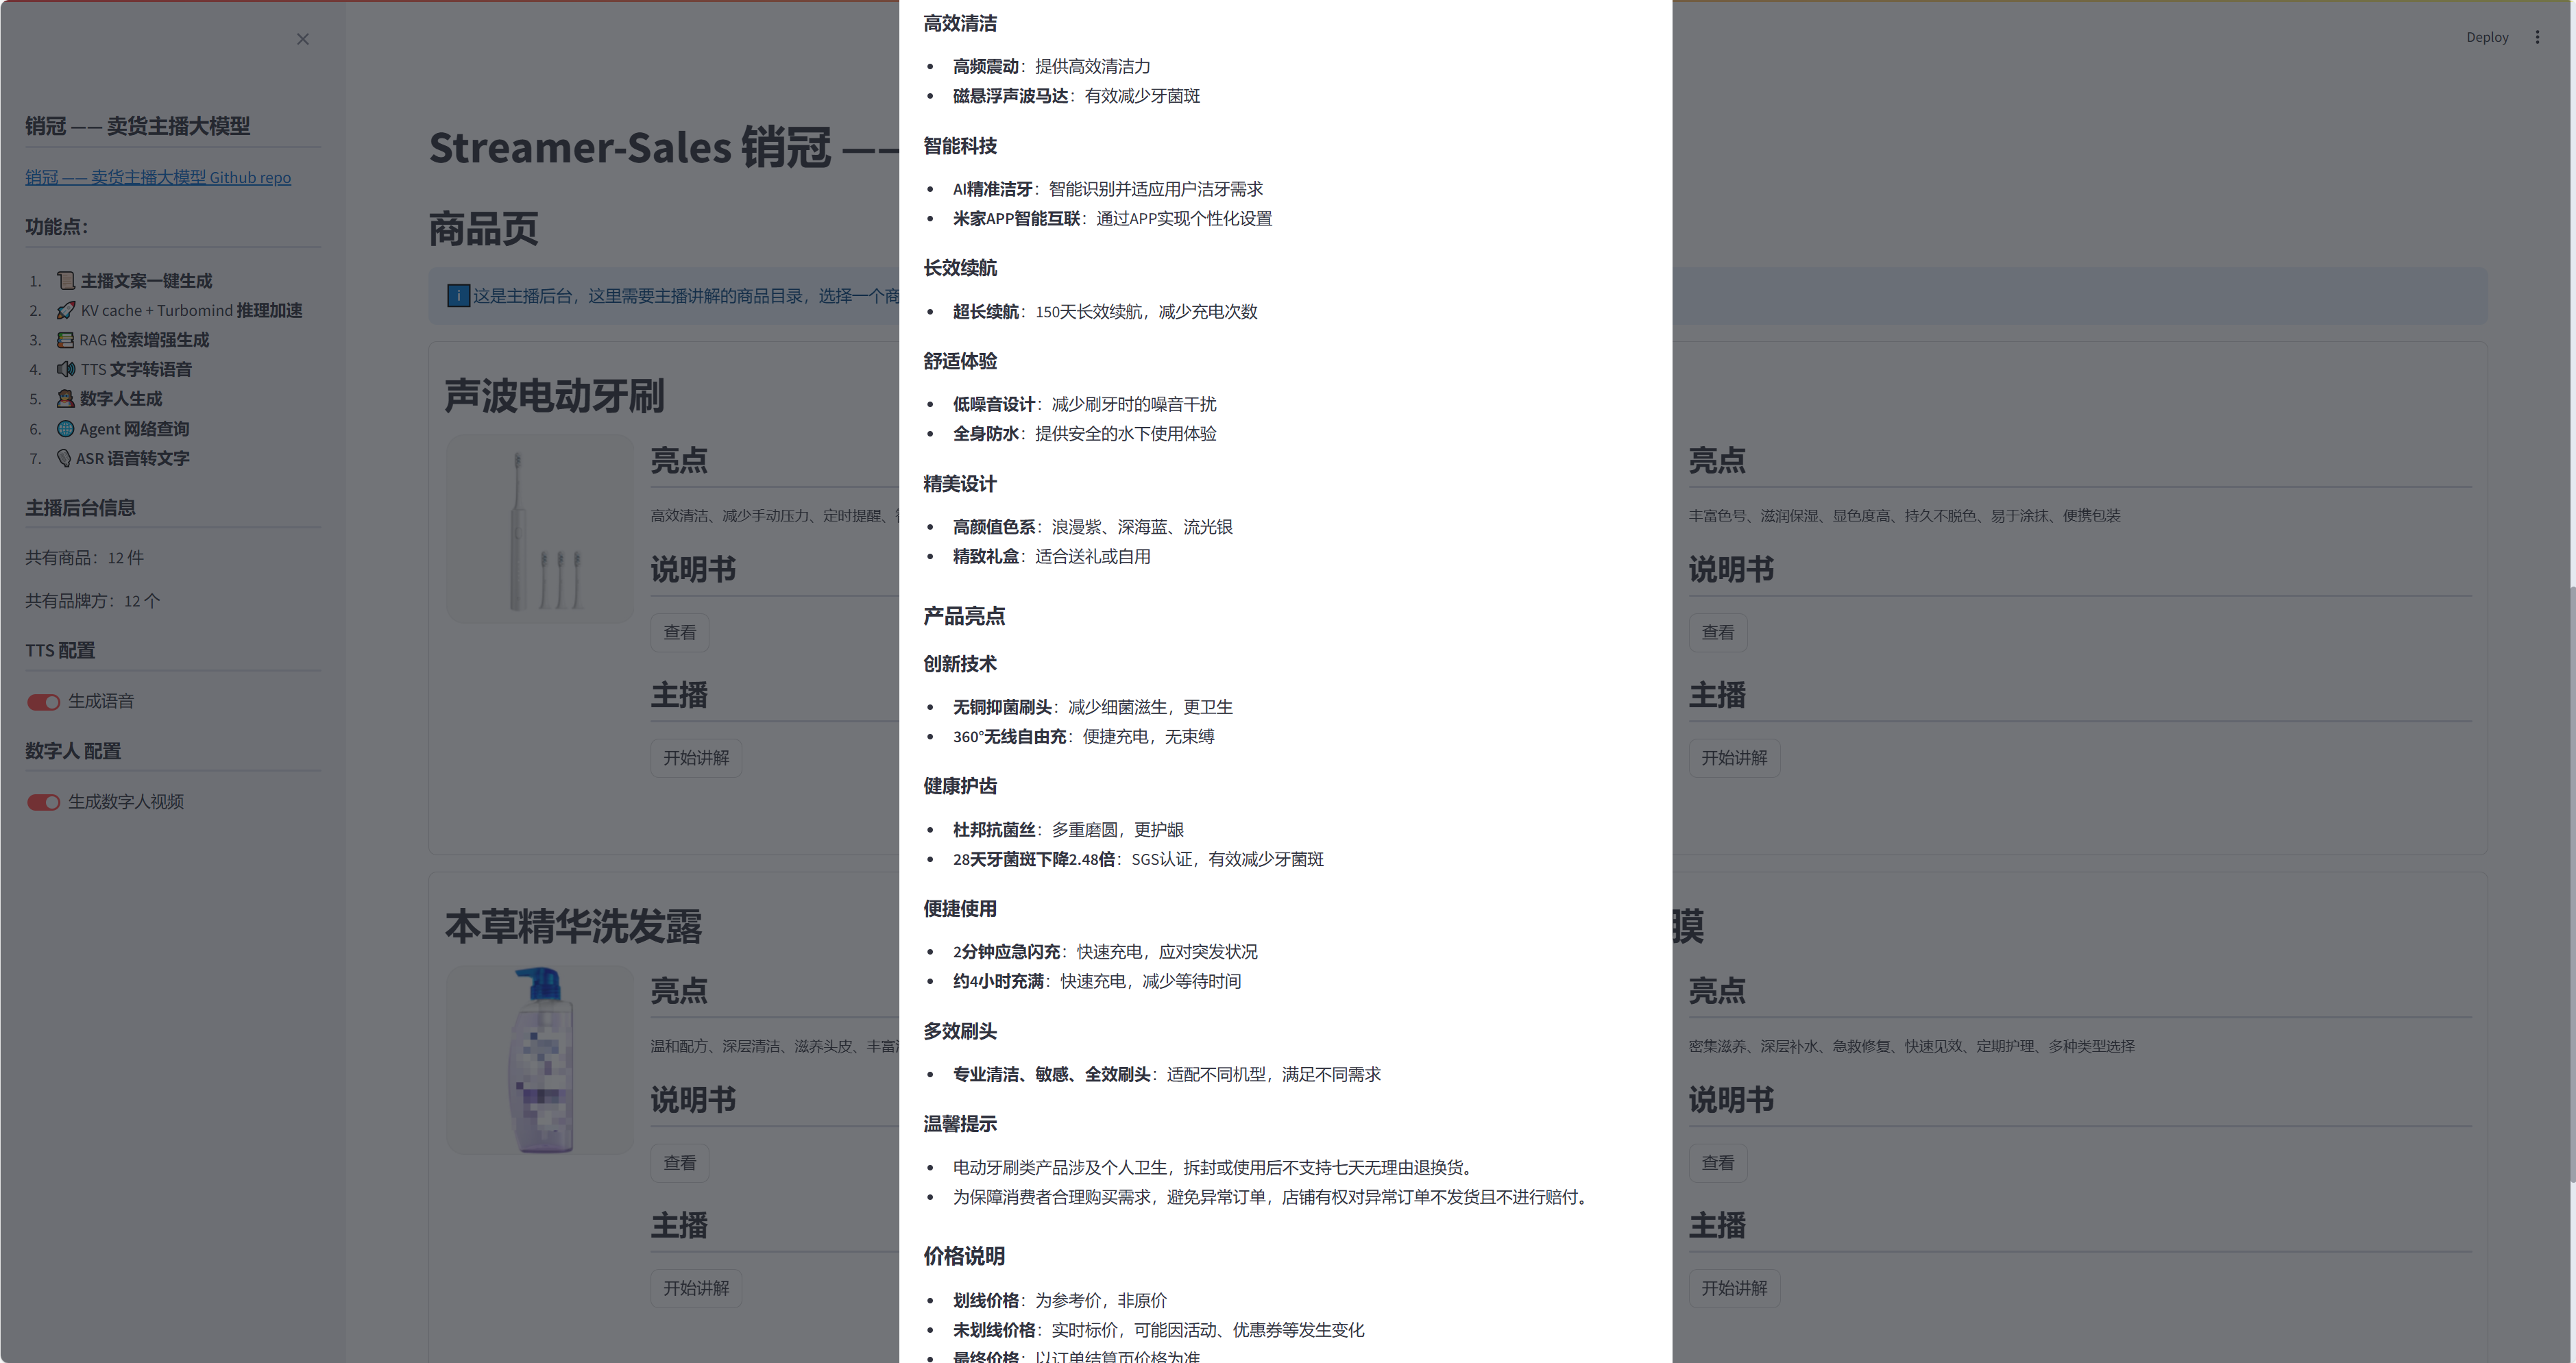 Deploy
销冠 —— 卖货主播大模型
销冠 —— 卖货主播大模型 Github repo
功能点：
1. 📜 主播文案一键生成
2. 🚀 KV cache + Turbomind 推理加速
3. 📚 RAG 检索增强生成
4. 🔊 TTS 文字转语音
5. 数字人生成
6. 🌐 Agent 网络查询
7. 🎙 ASR 语音转文字
主播后台信息
共有商品：12 件
共有品牌方：12 个
TTS 配置
生成语音
数字人 配置
生成数字人视频
Streamer-Sales 销冠 ——
商品页
这是主播后台，这里需要主播讲解的商品目录，选择一个商
声波电动牙刷
亮点
高效清洁、减少手动压力、定时提醒、
说明书
查看
主播
开始讲解
本草精华洗发露
亮点
温和配方、深层清洁、滋养头皮、丰富
说明书
查看
主播
开始讲解
高效清洁
• 高频震动：提供高效清洁力
• 磁悬浮声波马达：有效减少牙菌斑
智能科技
• AI精准洁牙：智能识别并适应用户洁牙需求
• 米家APP智能互联：通过APP实现个性化设置
长效续航
• 超长续航：150天长效续航，减少充电次数
舒适体验
• 低噪音设计：减少刷牙时的噪音干扰
• 全身防水：提供安全的水下使用体验
精美设计
• 高颜值色系：浪漫紫、深海蓝、流光银
• 精致礼盒：适合送礼或自用
产品亮点
创新技术
• 无铜抑菌刷头：减少细菌滋生，更卫生
• 360°无线自由充：便捷充电，无束缚
健康护齿
• 杜邦抗菌丝：多重磨圆，更护龈
• 28天牙菌斑下降2.48倍：SGS认证，有效减少牙菌斑
便捷使用
• 2分钟应急闪充：快速充电，应对突发状况
• 约4小时充满：快速充电，减少等待时间
多效刷头
• 专业清洁、敏感、全效刷头：适配不同机型，满足不同需求
温馨提示
• 电动牙刷类产品涉及个人卫生，拆封或使用后不支持七天无理由退换货。
• 为保障消费者合理购买需求，避免异常订单，店铺有权对异常订单不发货且不进行赔付。
价格说明
• 划线价格：为参考价，非原价
• 未划线价格：实时标价，可能因活动、优惠券等发生变化
• 最终价格：以订单结算页价格为准
亮点
丰富色号、滋润保湿、显色度高、持久不脱色、易于涂抹、便携包装
说明书
查看
主播
开始讲解
膜
亮点
密集滋养、深层补水、急救修复、快速见效、定期护理、多种类型选择
说明书
查看
主播
开始讲解